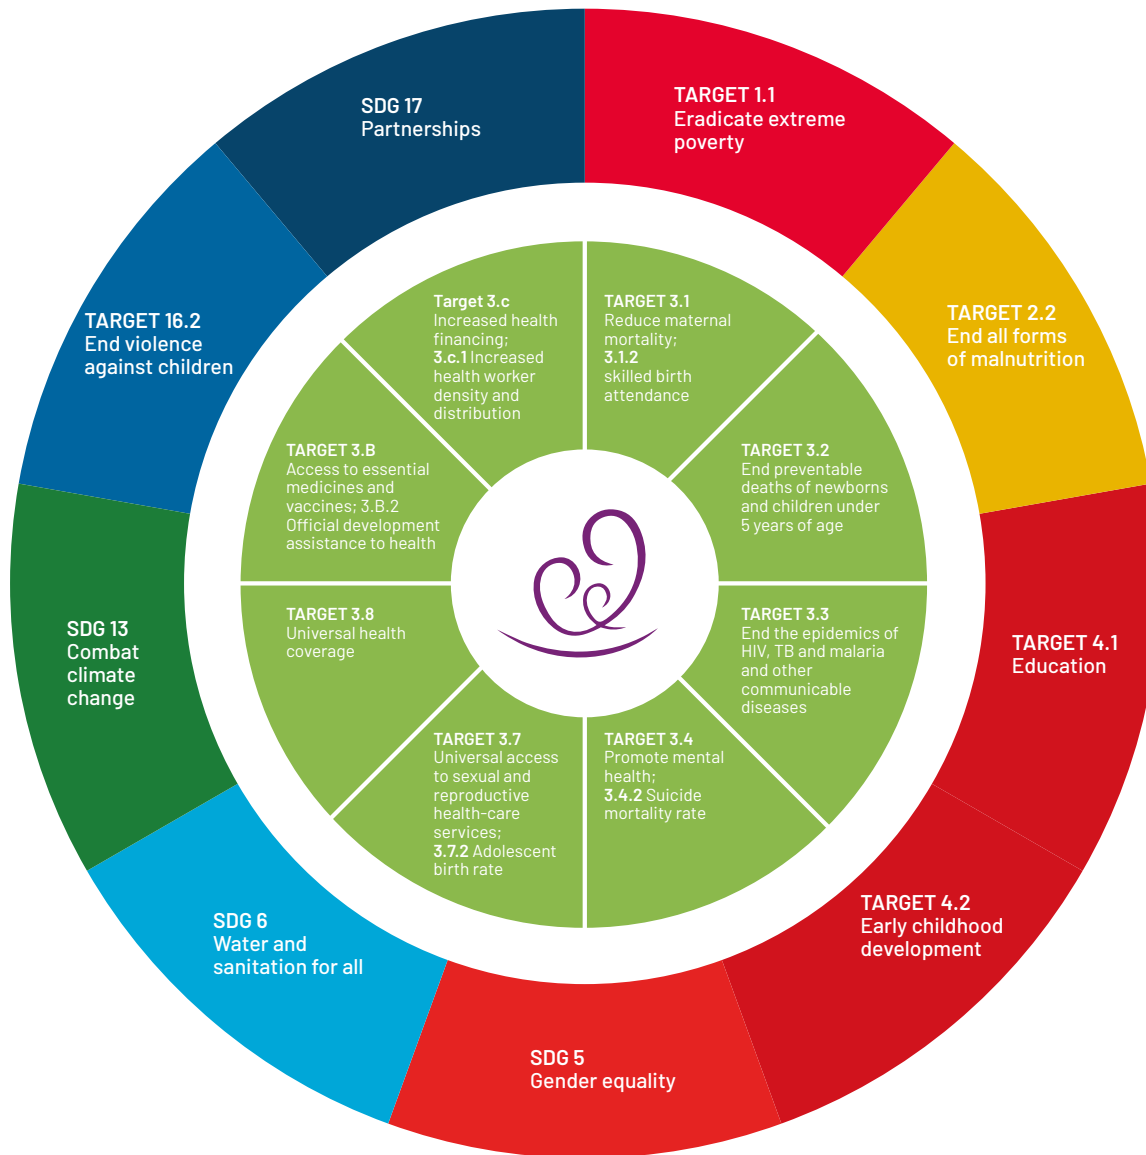 SDG 17
Partnerships
TARGET 1.1
Eradicate extreme
poverty
TARGET 2.2
End all forms
of malnutrition
TARGET 4.1
Education
TARGET 4.2
Early childhood
development
SDG 5
Gender equality
SDG 6
Water and
sanitation for all
SDG 13
Combat
climate
change
TARGET 16.2
End violence
against children
Target 3.c
Increased health
financing;
3.c.1 Increased
health worker
density and
distribution
TARGET 3.1
Reduce maternal
mortality;
3.1.2
skilled birth
attendance
TARGET 3.2
End preventable
deaths of newborns
and children under
5 years of age
TARGET 3.3
End the epidemics of
HIV, TB and malaria
and other
communicable
diseases
TARGET 3.4
Promote mental
health;
3.4.2 Suicide
mortality rate
TARGET 3.7
Universal access
to sexual and
reproductive
health-care
services;
3.7.2 Adolescent
birth rate
TARGET 3.8
Universal health
coverage
TARGET 3.B
Access to essential
medicines and
vaccines; 3.B.2
Official development
assistance to health